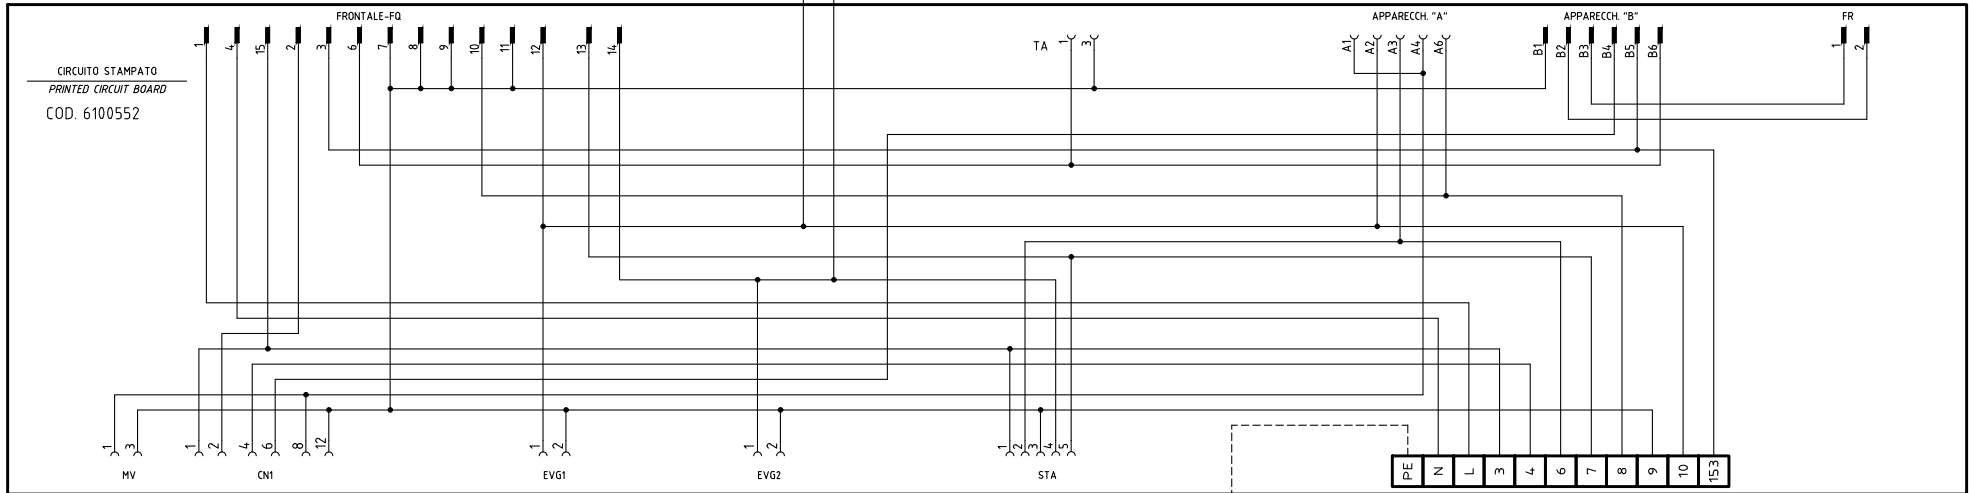 FRONTALE-FQ
APPARECCH. "A"
APPARECCH. "B"
FR
1
4
15
2
3
6
7
8
9
10
11
12
13
14
TA
1
3
A1
A2
A3
A4
A6
B1
B2
B3
B4
B5
B6
1
2
CIRCUITO STAMPATO
PRINTED CIRCUIT BOARD
COD. 6100552
1
3
1
2
4
6
8
12
1
2
1
2
1
2
3
4
5
MV
CN1
EVG1
EVG2
STA
PE
N
L
3
4
6
7
8
9
10
153